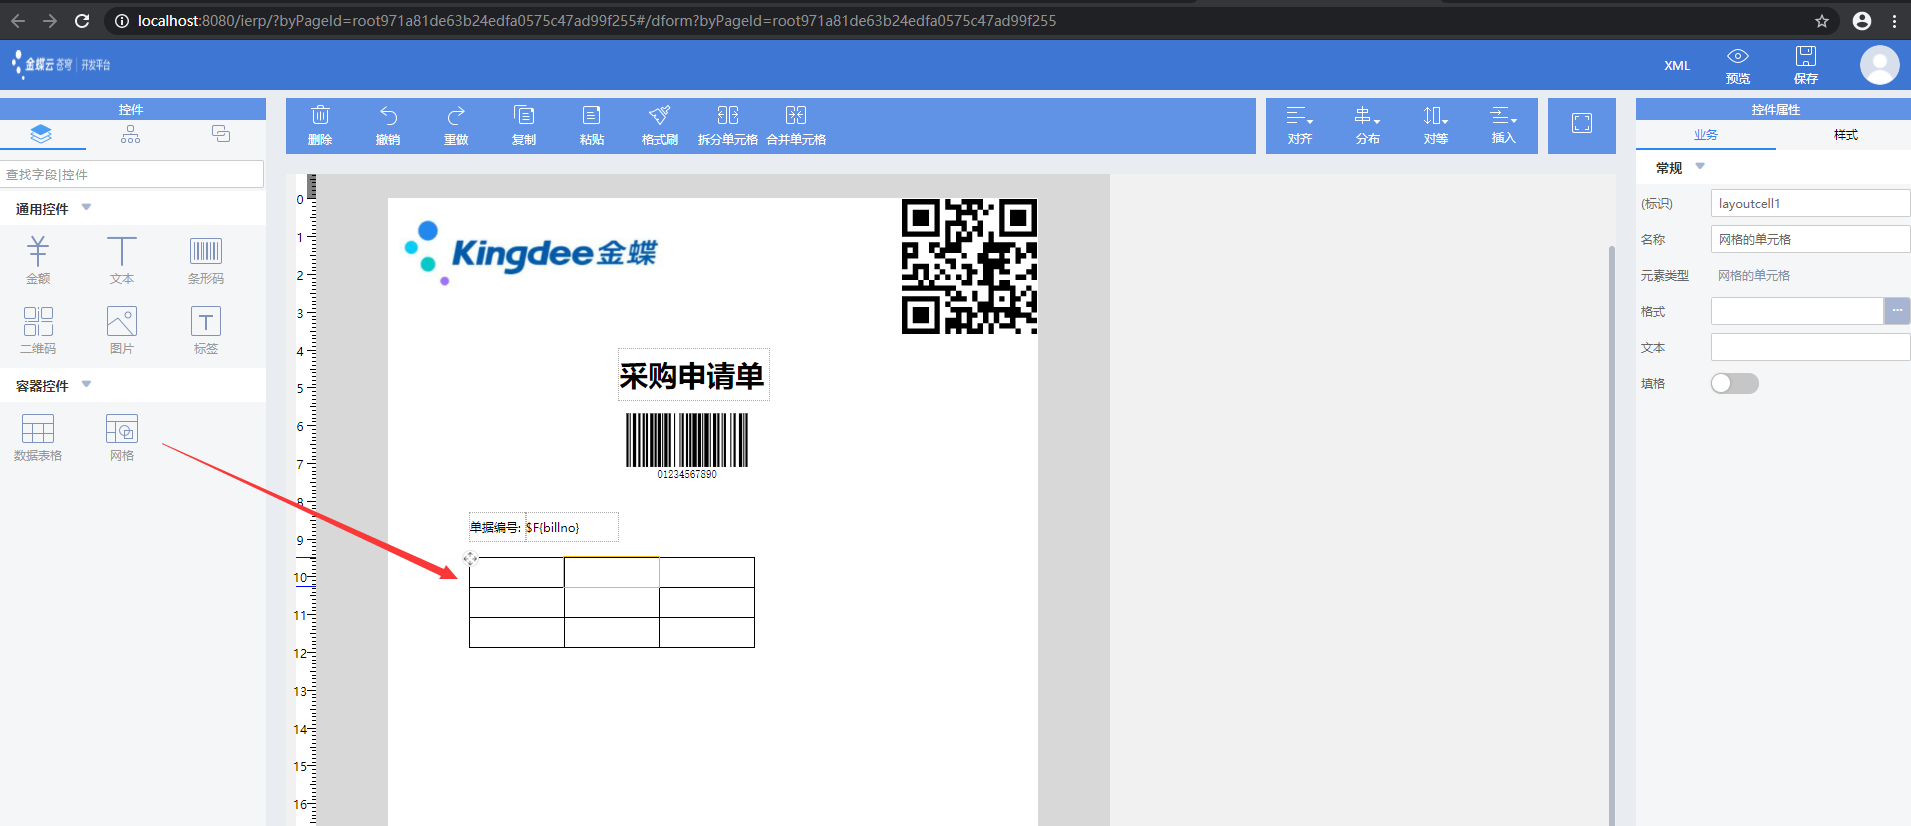 localhost:8080/ierp/?byPageId=root971a81de63b24edfa0575c47ad99f255#/dform?byPageId=root971a81de63b24edfa0575c47ad99f255
金蝶云 苍穹 | 开发平台
XML 预览 保存
控件
删除 撤销 重做 复制 粘贴 格式刷 拆分单元格 合并单元格
对齐 分布 对等 插入
控件属性
业务 样式
查找字段|控件
通用控件
金额 文本 条形码
二维码 图片 标签
容器控件
数据表格 网格
0
1
2
3
4
5
6
7
8
9
10
11
12
13
14
15
16
Kingdee金蝶
采购申请单
01234567890
单据编号: $F{billno}
常规
(标识) layoutcell1
名称 网格的单元格
元素类型 网格的单元格
格式 ...
文本
填格